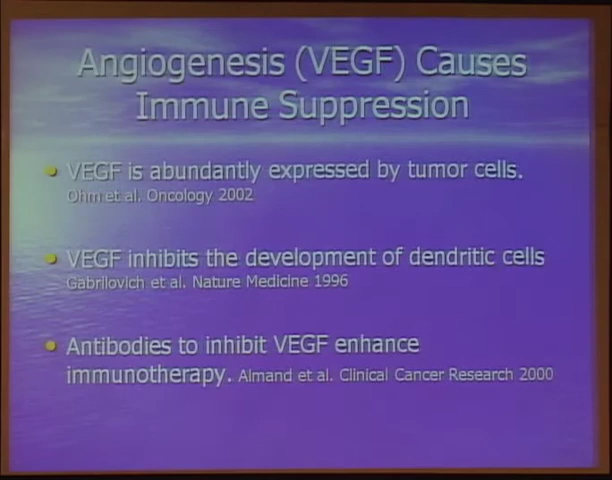 Angiogenesis (VEGF) Causes
Immune Suppression
VEGF is abundantly expressed by tumor cells.
Ohm et al. Oncology 2002
VEGF inhibits the development of dendritic cells
Gabrilovich et al. Nature Medicine 1996
Antibodies to inhibit VEGF enhance
immunotherapy. Almand et al. Clinical Cancer Research 2000